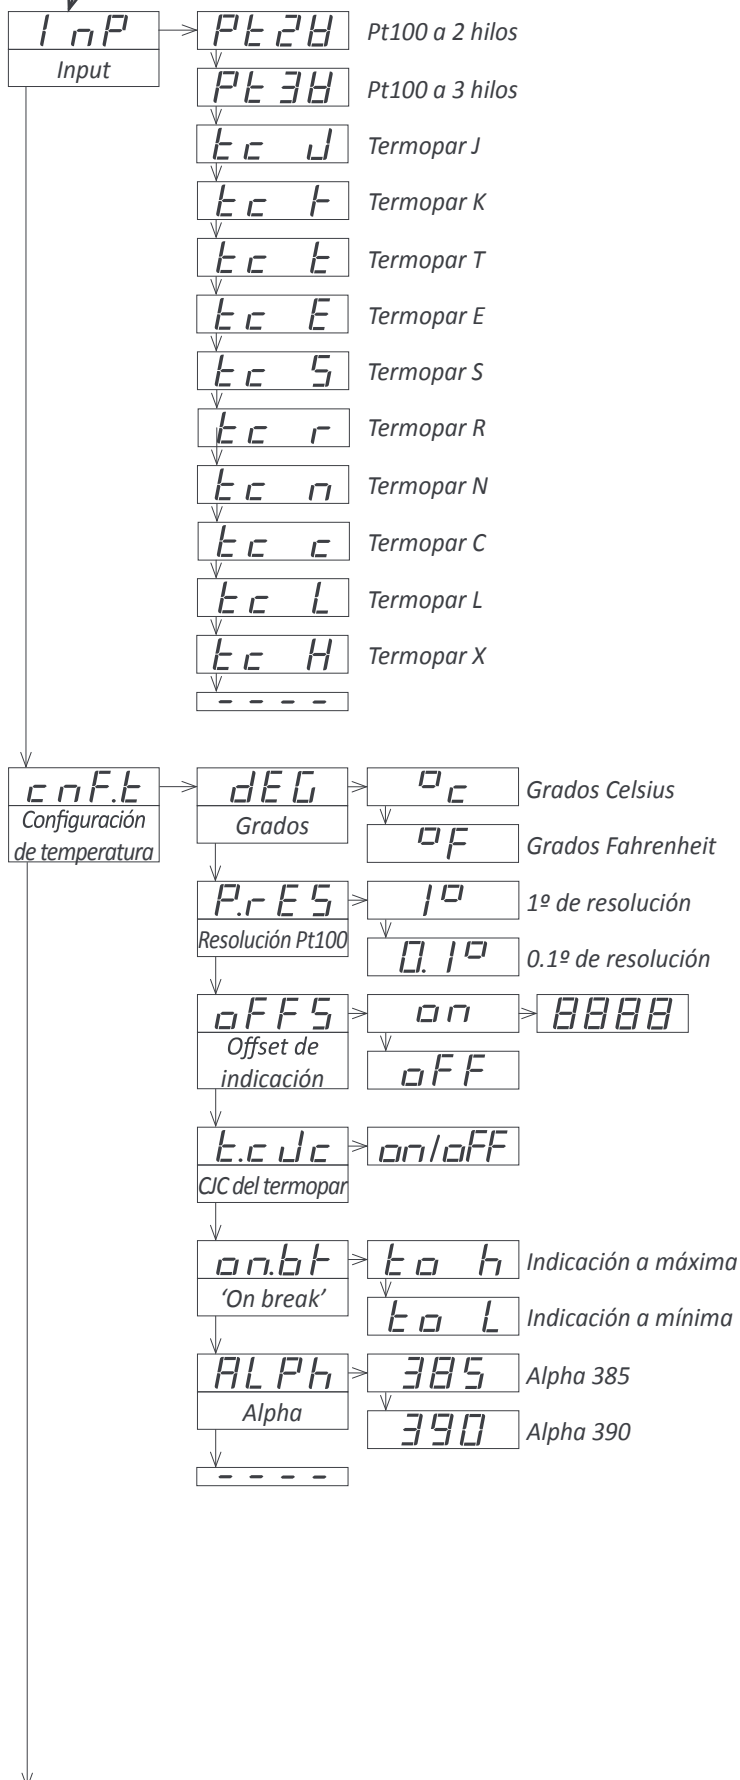 InP
Input
Pt2W
Pt100 a 2 hilos
Pt3W
Pt100 a 3 hilos
tc J
Termopar J
tc k
Termopar K
tc t
Termopar T
tc E
Termopar E
tc S
Termopar S
tc r
Termopar R
tc n
Termopar N
tc c
Termopar C
tc L
Termopar L
tc H
Termopar X
- - - -
cnF.t
Configuración
de temperatura
dEG
Grados
ºc
Grados Celsius
ºF
Grados Fahrenheit
P.rES
Resolución Pt100
1º
1º de resolución
0.1º
0.1º de resolución
oFFS
Offset de
indicación
on
8888
oFF
t.cJc
CJC del termopar
on/oFF
on.bk
‘On break’
to h
Indicación a máxima
to L
Indicación a mínima
ALPh
Alpha
385
Alpha 385
390
Alpha 390
- - - -